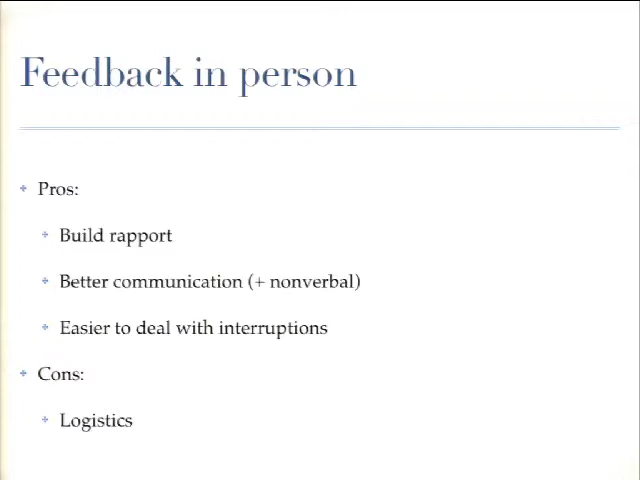 Feedback in person
Pros:
Build rapport
Better communication (+ nonverbal)
Easier to deal with interruptions
Cons:
Logistics